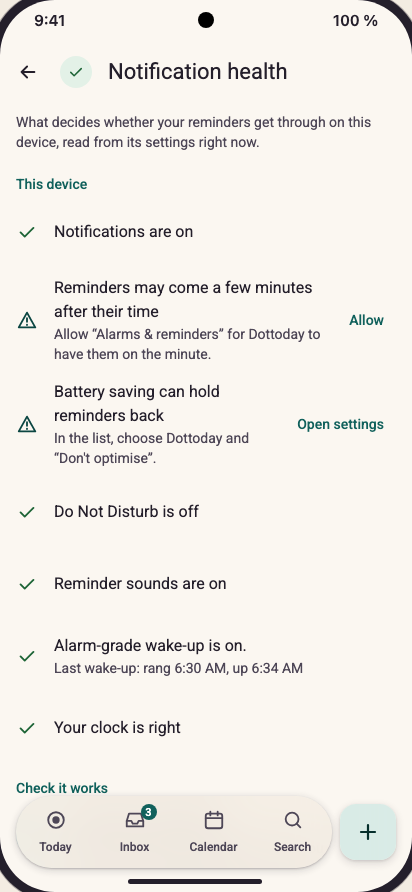 9:41
100 %
Notification health
What decides whether your reminders get through on this
device, read from its settings right now.
This device
Notifications are on
Reminders may come a few minutes
after their time
Allow “Alarms & reminders” for Dottoday to
have them on the minute.
Allow
Battery saving can hold
reminders back
In the list, choose Dottoday and
“Don't optimise”.
Open settings
Do Not Disturb is off
Reminder sounds are on
Alarm-grade wake-up is on.
Last wake-up: rang 6:30 AM, up 6:34 AM
Your clock is right
Check it works
3
Today
Inbox
Calendar
Search